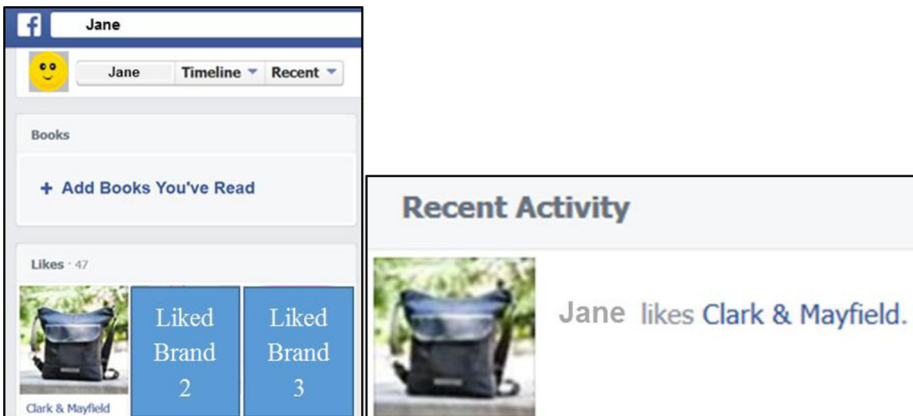 f Jane
Jane Timeline Recent
Books
+ Add Books You've Read
Likes · 47
Liked
Brand
2
Liked
Brand
3
Clark & Mayfield
Recent Activity
Jane likes Clark & Mayfield.